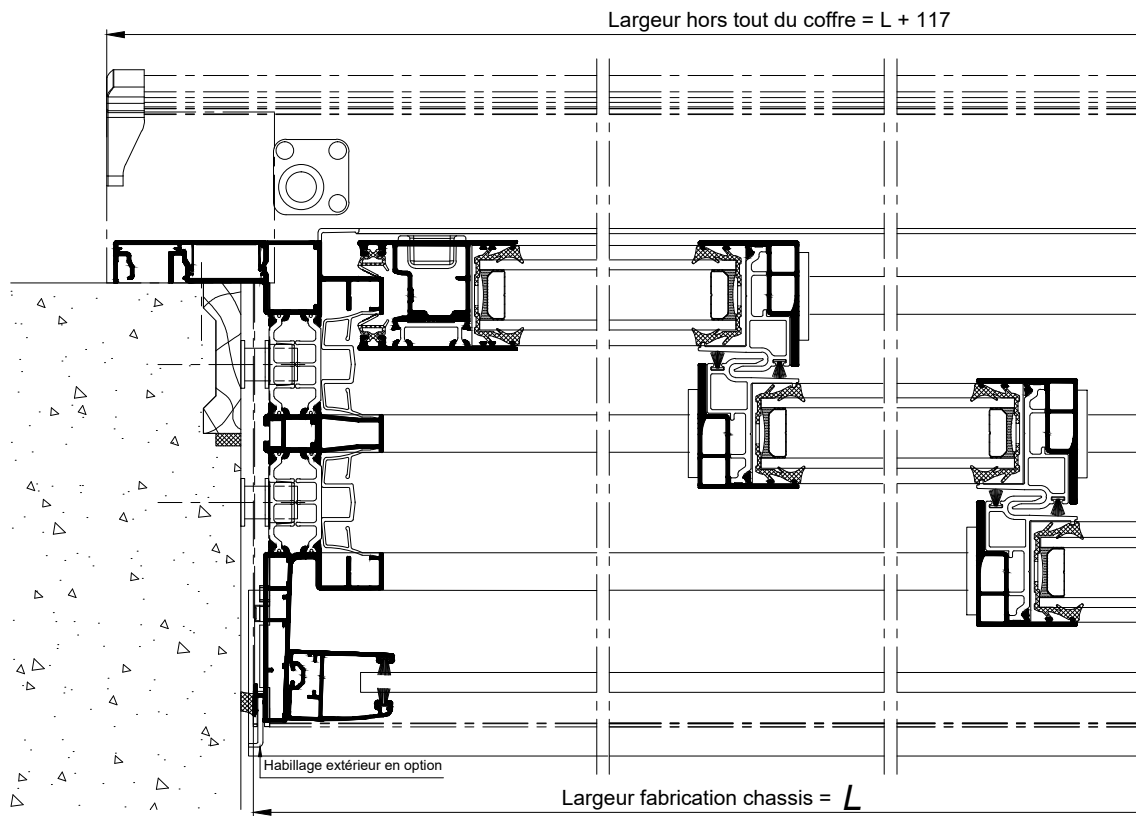 Largeur hors tout du coffre = L + 117
Habillage extérieur en option
Largeur fabrication chassis = L